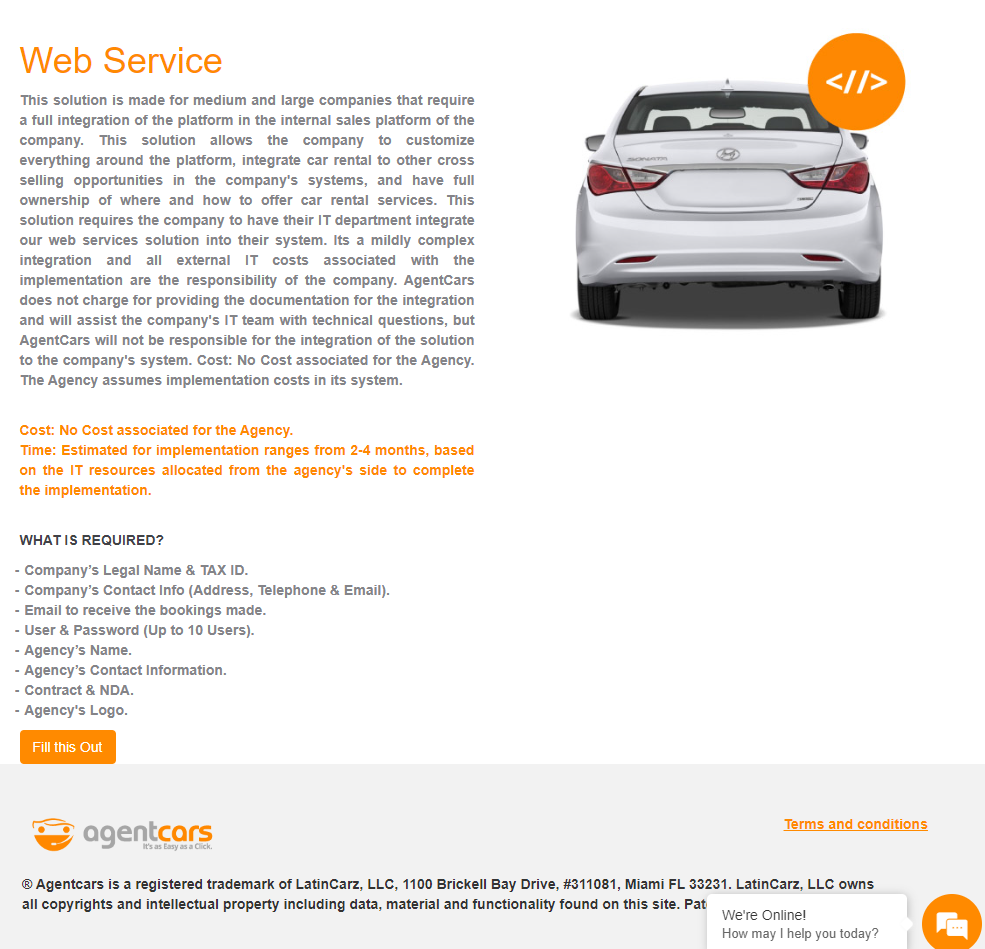 Web Service
</>
This solution is made for medium and large companies that require
a full integration of the platform in the internal sales platform of the
company. This solution allows the company to customize
everything around the platform, integrate car rental to other cross
selling opportunities in the company's systems, and have full
ownership of where and how to offer car rental services. This
solution requires the company to have their IT department integrate
our web services solution into their system. Its a mildly complex
integration and all external IT costs associated with the
implementation are the responsibility of the company. AgentCars
does not charge for providing the documentation for the integration
and will assist the company's IT team with technical questions, but
AgentCars will not be responsible for the integration of the solution
to the company's system. Cost: No Cost associated for the Agency.
The Agency assumes implementation costs in its system.
SONATA
Cost: No Cost associated for the Agency.
Time: Estimated for implementation ranges from 2-4 months, based
on the IT resources allocated from the agency's side to complete
the implementation.
WHAT IS REQUIRED?
- Company’s Legal Name & TAX ID.
- Company’s Contact Info (Address, Telephone & Email).
- Email to receive the bookings made.
- User & Password (Up to 10 Users).
- Agency’s Name.
- Agency’s Contact Information.
- Contract & NDA.
- Agency's Logo.
Fill this Out
agentcars
It's as Easy as a Click.
Terms and conditions
® Agentcars is a registered trademark of LatinCarz, LLC, 1100 Brickell Bay Drive, #311081, Miami FL 33231. LatinCarz, LLC owns
all copyrights and intellectual property including data, material and functionality found on this site.
We're Online!
How may I help you today?